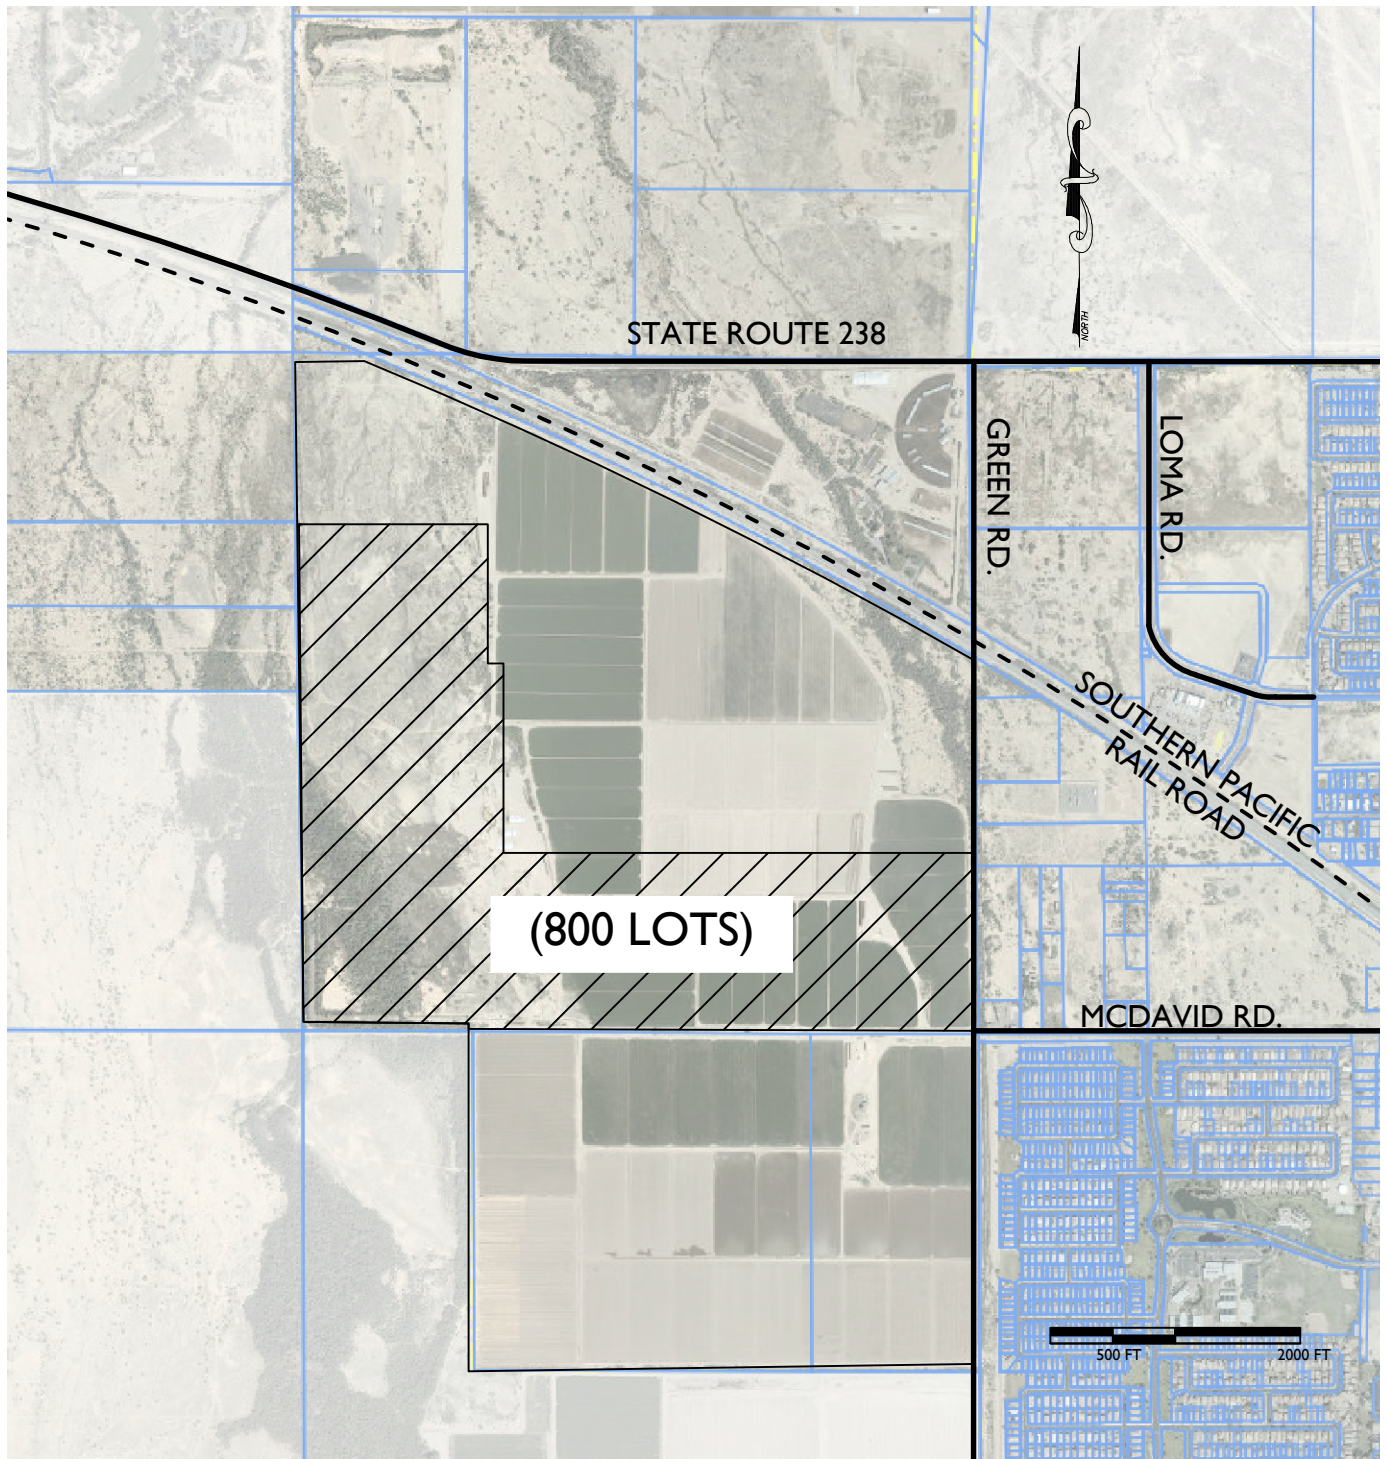 NORTH
STATE ROUTE 238
GREEN RD.
LOMA RD.
SOUTHERN PACIFIC
RAIL ROAD
(800 LOTS)
MCDAVID RD.
500 FT
2000 FT